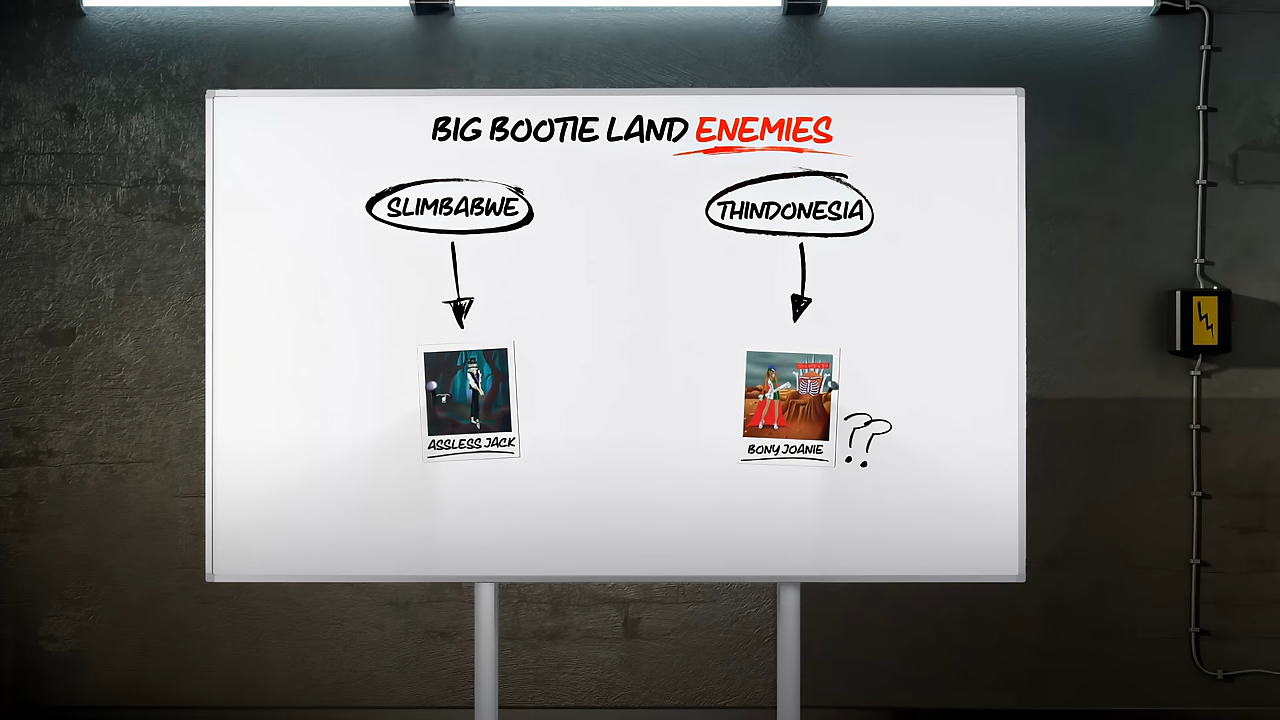 BIG BOOTIE LAND ENEMIES
SLIMBABWE
THINDONESIA
ASSLESS JACK
BONY JOANIE
??